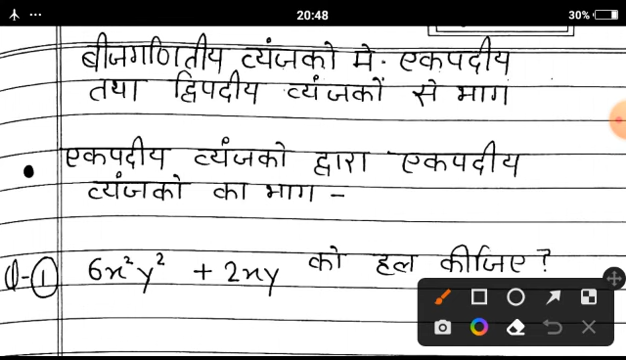 20:48
30%
बीजगणितीय व्यंजको मे. एकपदीय
तथा द्विपदीय व्यंजकों से भाग
• एकपदीय व्यंजको द्वारा एकपदीय
व्यंजको का भाग –
Q-① 6x²y² + 2xy को हल कीजिए?